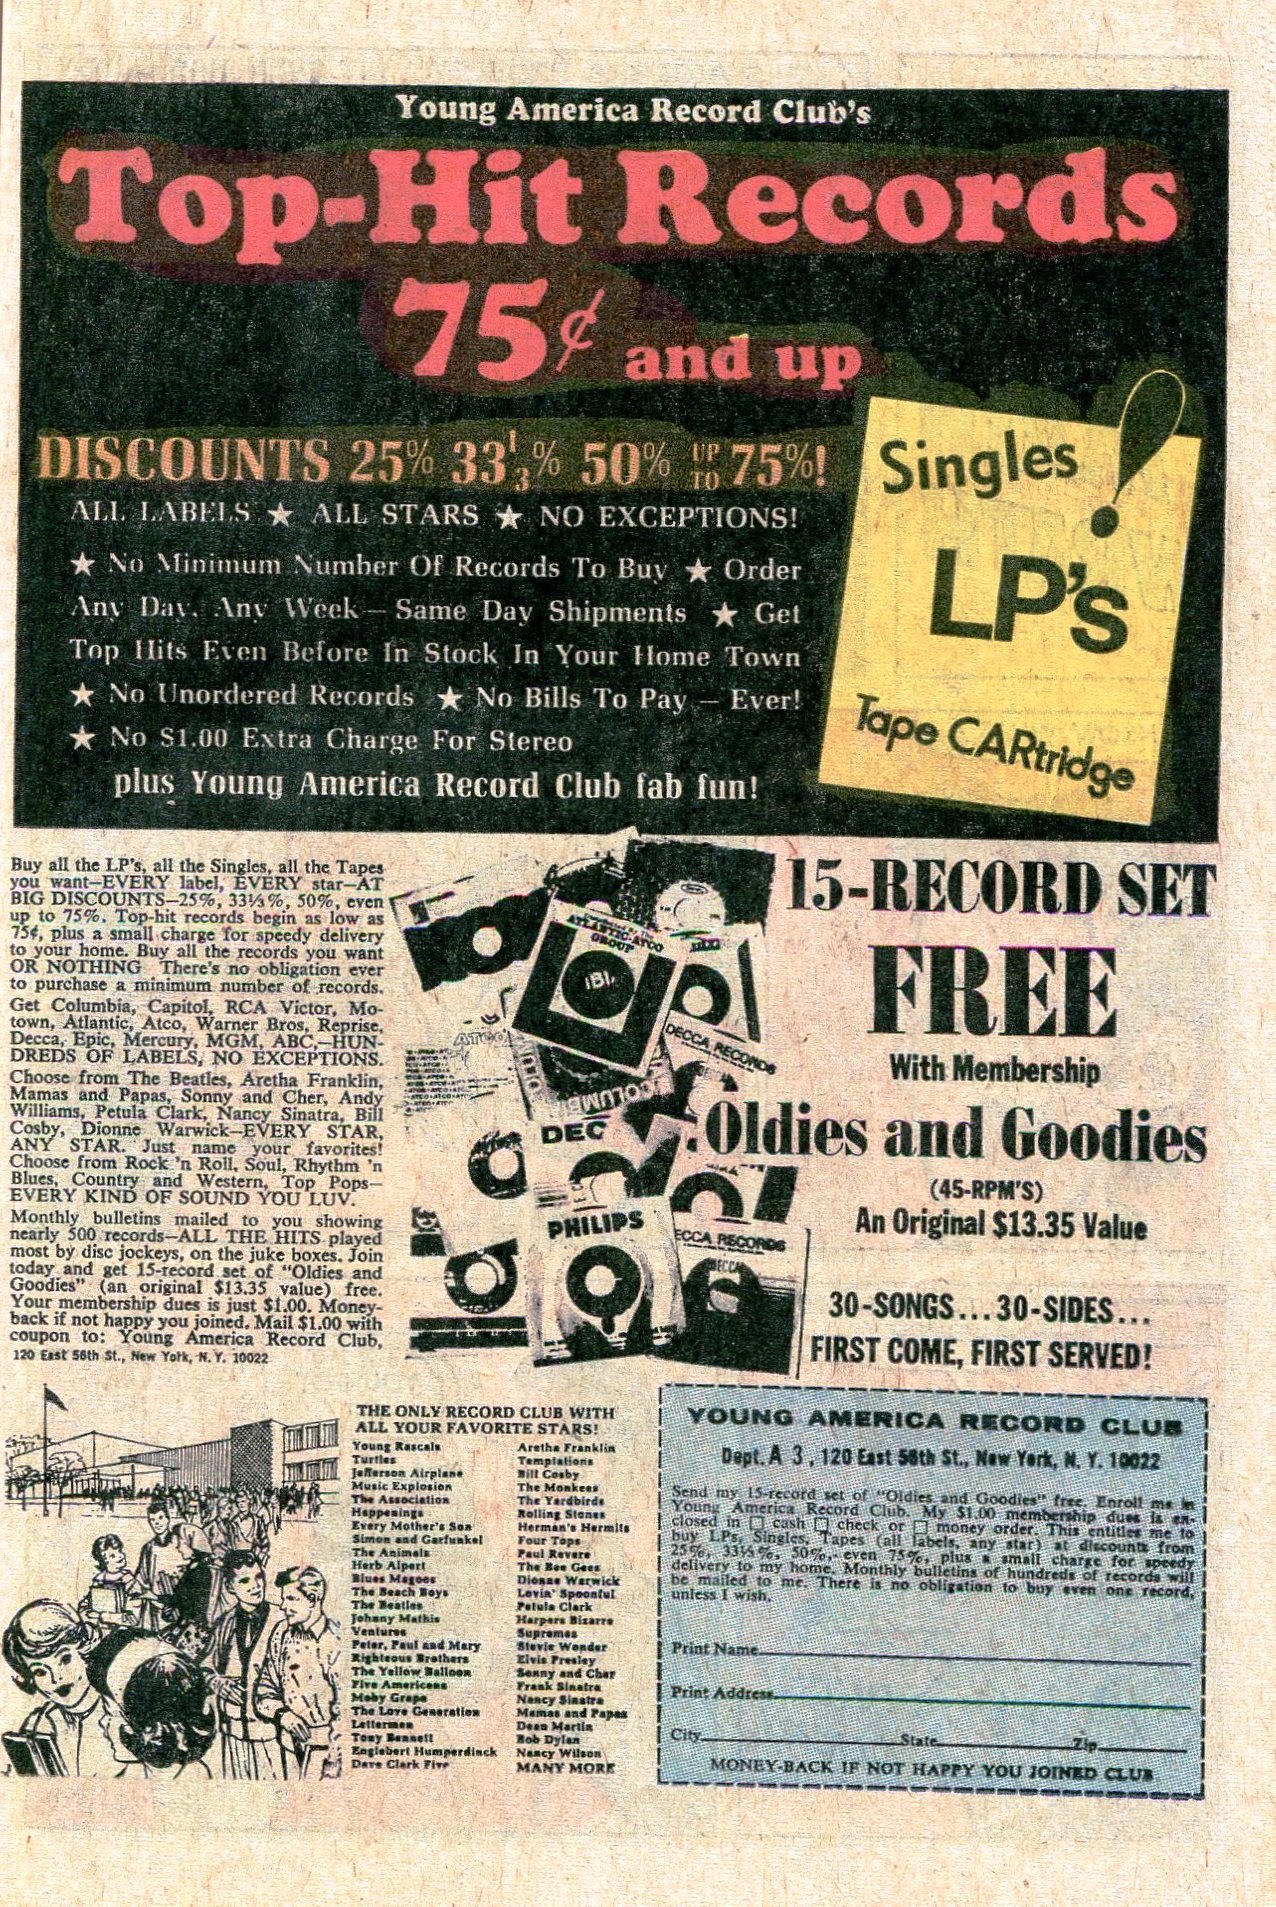 Young America Record Club's
Top-Hit Records
75¢ and up
DISCOUNTS 25% 33⅓% 50% UP TO 75%!
ALL LABELS ★ ALL STARS ★ NO EXCEPTIONS!
★ No Minimum Number Of Records To Buy ★ Order
Any Day, Any Week — Same Day Shipments ★ Get
Top Hits Even Before In Stock In Your Home Town
★ No Unordered Records ★ No Bills To Pay — Ever!
★ No $1.00 Extra Charge For Stereo
plus Young America Record Club fab fun!
Singles!
LP's
Tape CARtridge
Buy all the LP's, all the Singles, all the Tapes
you want—EVERY label, EVERY star—AT
BIG DISCOUNTS—25%, 33⅓%, 50%, even
up to 75%. Top-hit records begin as low as
75¢, plus a small charge for speedy delivery
to your home. Buy all the records you want
OR NOTHING There's no obligation ever
to purchase a minimum number of records.
Get Columbia, Capitol, RCA Victor, Mo-
town, Atlantic, Atco, Warner Bros, Reprise,
Decca, Epic, Mercury, MGM, ABC,—HUN-
DREDS OF LABELS, NO EXCEPTIONS.
Choose from The Beatles, Aretha Franklin,
Mamas and Papas, Sonny and Cher, Andy
Williams, Petula Clark, Nancy Sinatra, Bill
Cosby, Dionne Warwick—EVERY STAR,
ANY STAR. Just name your favorites!
Choose from Rock 'n Roll, Soul, Rhythm 'n
Blues, Country and Western, Top Pops—
EVERY KIND OF SOUND YOU LUV.
Monthly bulletins mailed to you showing
nearly 500 records—ALL THE HITS played
most by disc jockeys, on the juke boxes. Join
today and get 15-record set of "Oldies and
Goodies" (an original $13.35 value) free.
Your membership dues is just $1.00. Money-
back if not happy you joined. Mail $1.00 with
coupon to: Young America Record Club,
120 East 56th St., New York, N. Y. 10022
ATLANTIC-ATCO
GROUP
IBI
DECCA RECORDS
ATCO
COLUMBIA
DEC
PHILIPS
ECCA RECORDS
DECCA
15-RECORD SET
FREE
With Membership
Oldies and Goodies
(45-RPM'S)
An Original $13.35 Value
30-SONGS...30-SIDES...
FIRST COME, FIRST SERVED!
THE ONLY RECORD CLUB WITH
ALL YOUR FAVORITE STARS!
Young Rascals
Turtles
Jefferson Airplane
Music Explosion
The Association
Happenings
Every Mother's Son
Simon and Garfunkel
The Animals
Herb Alpert
Blues Magoos
The Beach Boys
The Beatles
Johnny Mathis
Ventures
Peter, Paul and Mary
Righteous Brothers
The Yellow Balloon
Five Americans
Moby Grape
The Love Generation
Lettermen
Tony Bennett
Englebert Humperdinck
Dave Clark Five
Aretha Franklin
Temptations
Bill Cosby
The Monkees
The Yardbirds
Rolling Stones
Herman's Hermits
Four Tops
Paul Revere
The Bee Gees
Dionne Warwick
Lovin' Spoonful
Petula Clark
Harpers Bizarre
Supremes
Stevie Wonder
Elvis Presley
Sonny and Cher
Frank Sinatra
Nancy Sinatra
Mamas and Papas
Dean Martin
Bob Dylan
Nancy Wilson
MANY MORE
YOUNG AMERICA RECORD CLUB
Dept. A 3, 120 East 56th St., New York, N. Y. 10022
Send my 15-record set of "Oldies and Goodies" free. Enroll me in
Young America Record Club. My $1.00 membership dues is en-
closed in □ cash □ check or □ money order. This entitles me to
buy LPs, Singles, Tapes (all labels, any star) at discounts from
25%, 33⅓%, 50%, even 75%, plus a small charge for speedy
delivery to my home. Monthly bulletins of hundreds of records will
be mailed to me. There is no obligation to buy even one record,
unless I wish.
Print Name
Print Address
City State Zip
MONEY-BACK IF NOT HAPPY YOU JOINED CLUB